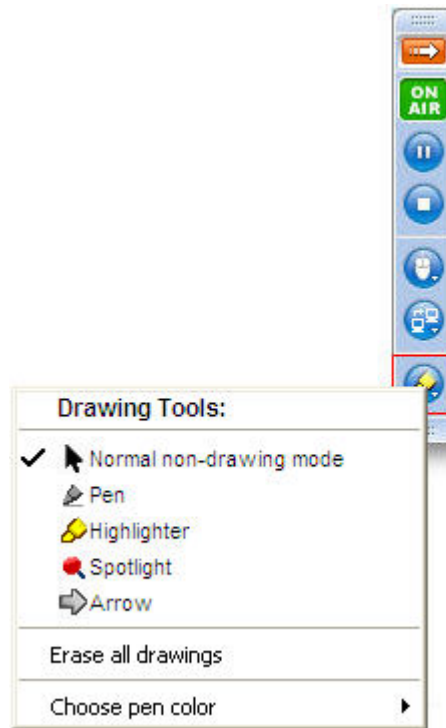 ON
AIR
Drawing Tools:
Normal non-drawing mode
Pen
Highlighter
Spotlight
Arrow
Erase all drawings
Choose pen color